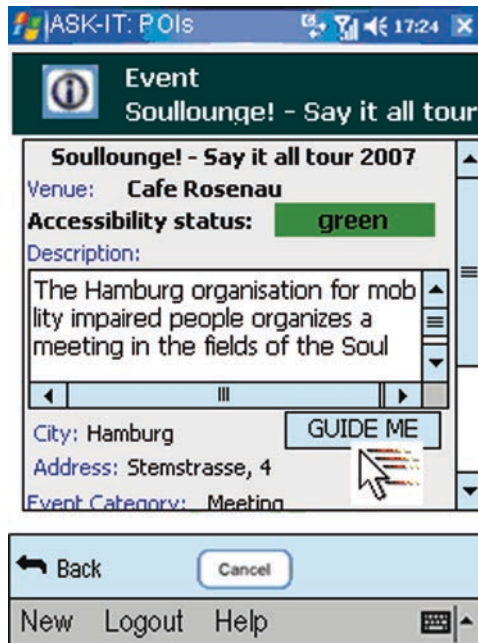 ASK-IT: POIs 17:24
Event
Soullounge! - Say it all tour
Soullounge! - Say it all tour 2007
Venue: Cafe Rosenau
Accessibility status: green
Description:
The Hamburg organisation for mob
lity impaired people organizes a
meeting in the fields of the Soul
City: Hamburg GUIDE ME
Address: Stemstrasse, 4
Event Category: Meeting
Back Cancel
New Logout Help